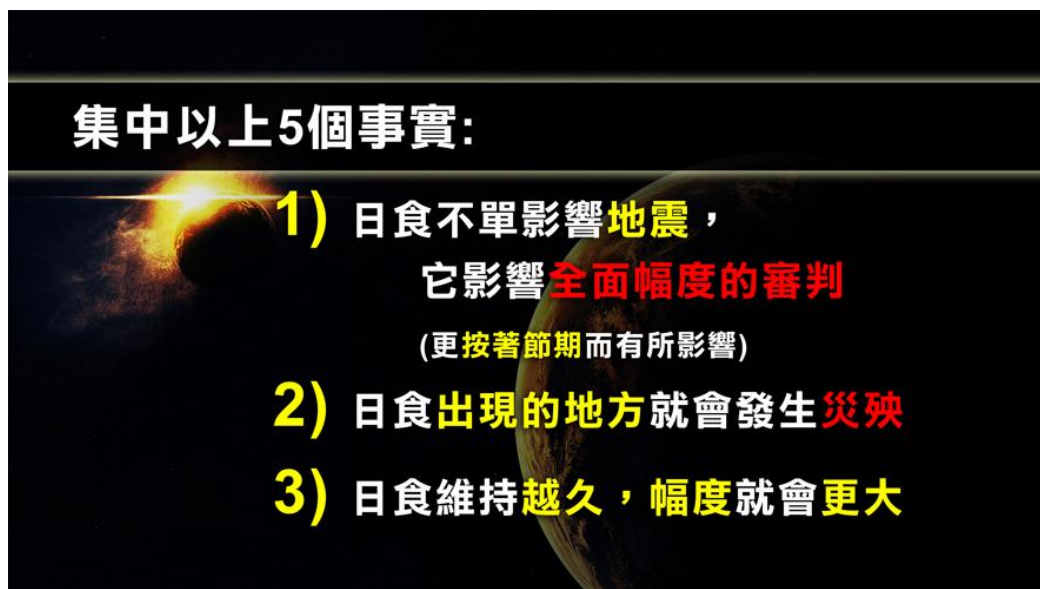 集中以上5個事實:
1) 日食不單影響地震，
它影響全面幅度的審判
(更按著節期而有所影響)
2) 日食出現的地方就會發生災殃
3) 日食維持越久，幅度就會更大